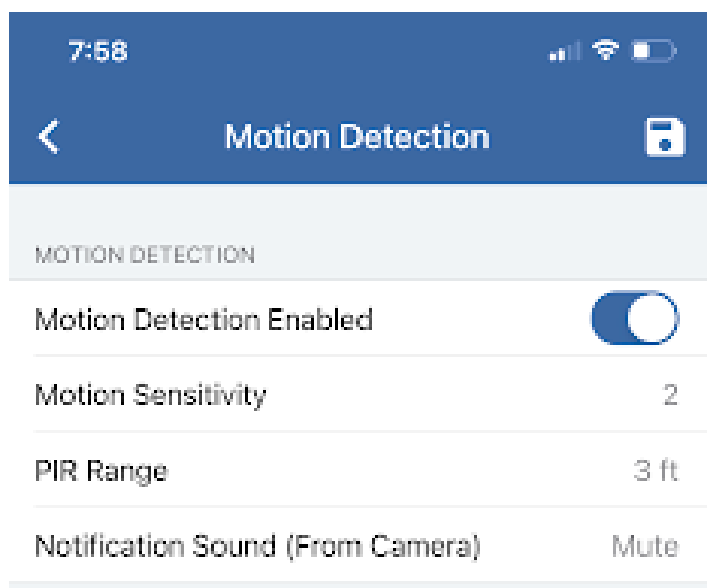 7:58
Motion Detection
MOTION DETECTION
Motion Detection Enabled
Motion Sensitivity 2
PIR Range 3 ft
Notification Sound (From Camera) Mute